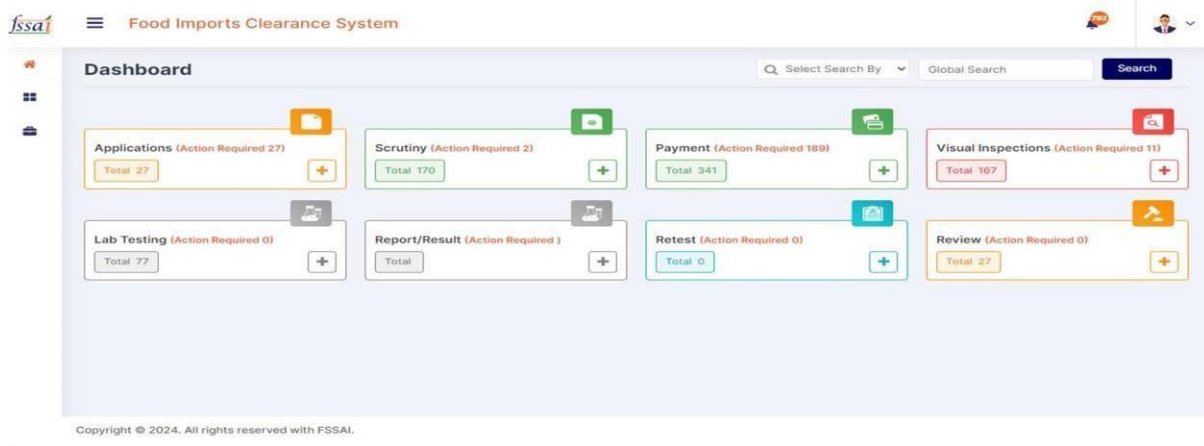 fssai
Food Imports Clearance System
793
Dashboard
Select Search By
Global Search
Search
Applications (Action Required 27)
Total 27
Scrutiny (Action Required 2)
Total 170
Payment (Action Required 189)
Total 341
Visual Inspections (Action Required 11)
Total 167
Lab Testing (Action Required 0)
Total 77
Report/Result (Action Required )
Total
Retest (Action Required 0)
Total 0
Review (Action Required 0)
Total 27
Copyright © 2024. All rights reserved with FSSAI.